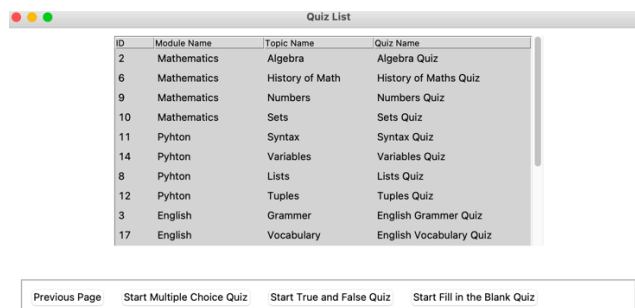 Quiz List
ID Module Name Topic Name Quiz Name
2 Mathematics Algebra Algebra Quiz
6 Mathematics History of Math History of Maths Quiz
9 Mathematics Numbers Numbers Quiz
10 Mathematics Sets Sets Quiz
11 Pyhton Syntax Syntax Quiz
14 Pyhton Variables Variables Quiz
8 Pyhton Lists Lists Quiz
12 Pyhton Tuples Tuples Quiz
3 English Grammer English Grammer Quiz
17 English Vocabulary English Vocabulary Quiz
Previous Page Start Multiple Choice Quiz Start True and False Quiz Start Fill in the Blank Quiz